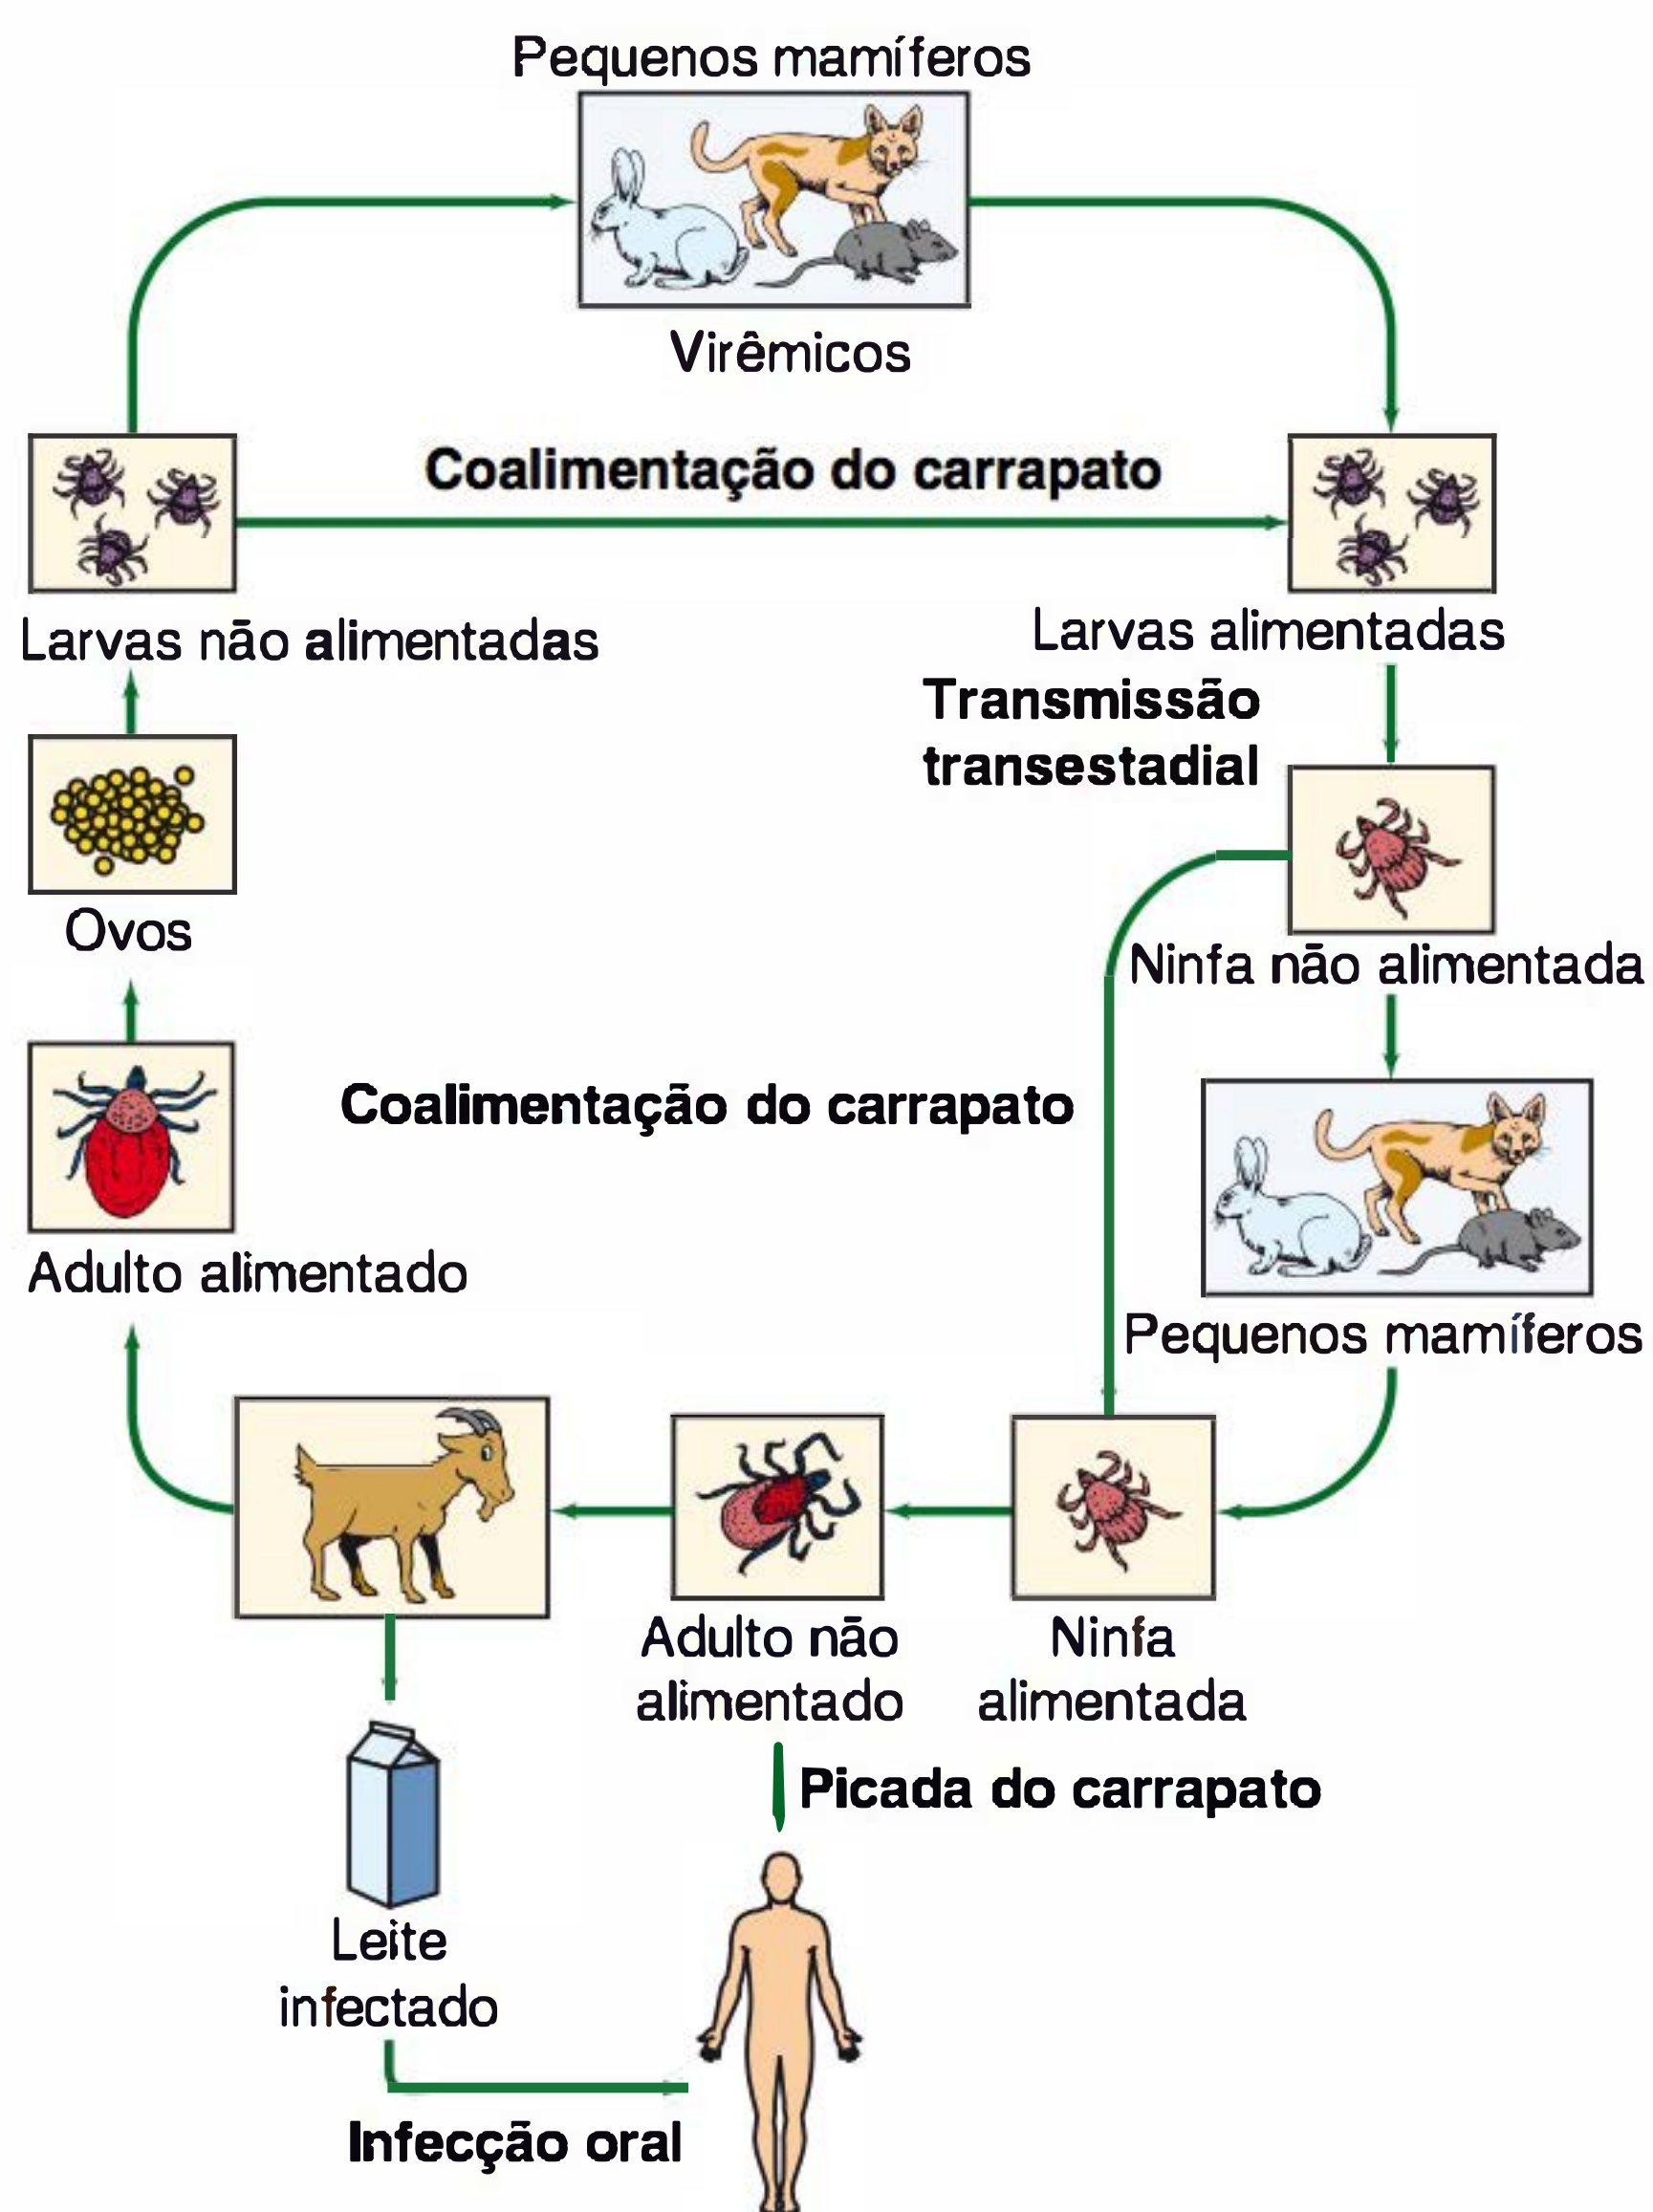 Pequenos mamíferos
Virêmicos
Coalimentação do carrapato
Larvas não alimentadas
Larvas alimentadas
Transmissão
transestadial
Ovos
Ninfa não alimentada
Coalimentação do carrapato
Adulto alimentado
Pequenos mamíferos
Adulto não
alimentado
Ninfa
alimentada
Picada do carrapato
Leite
infectado
Infecção oral